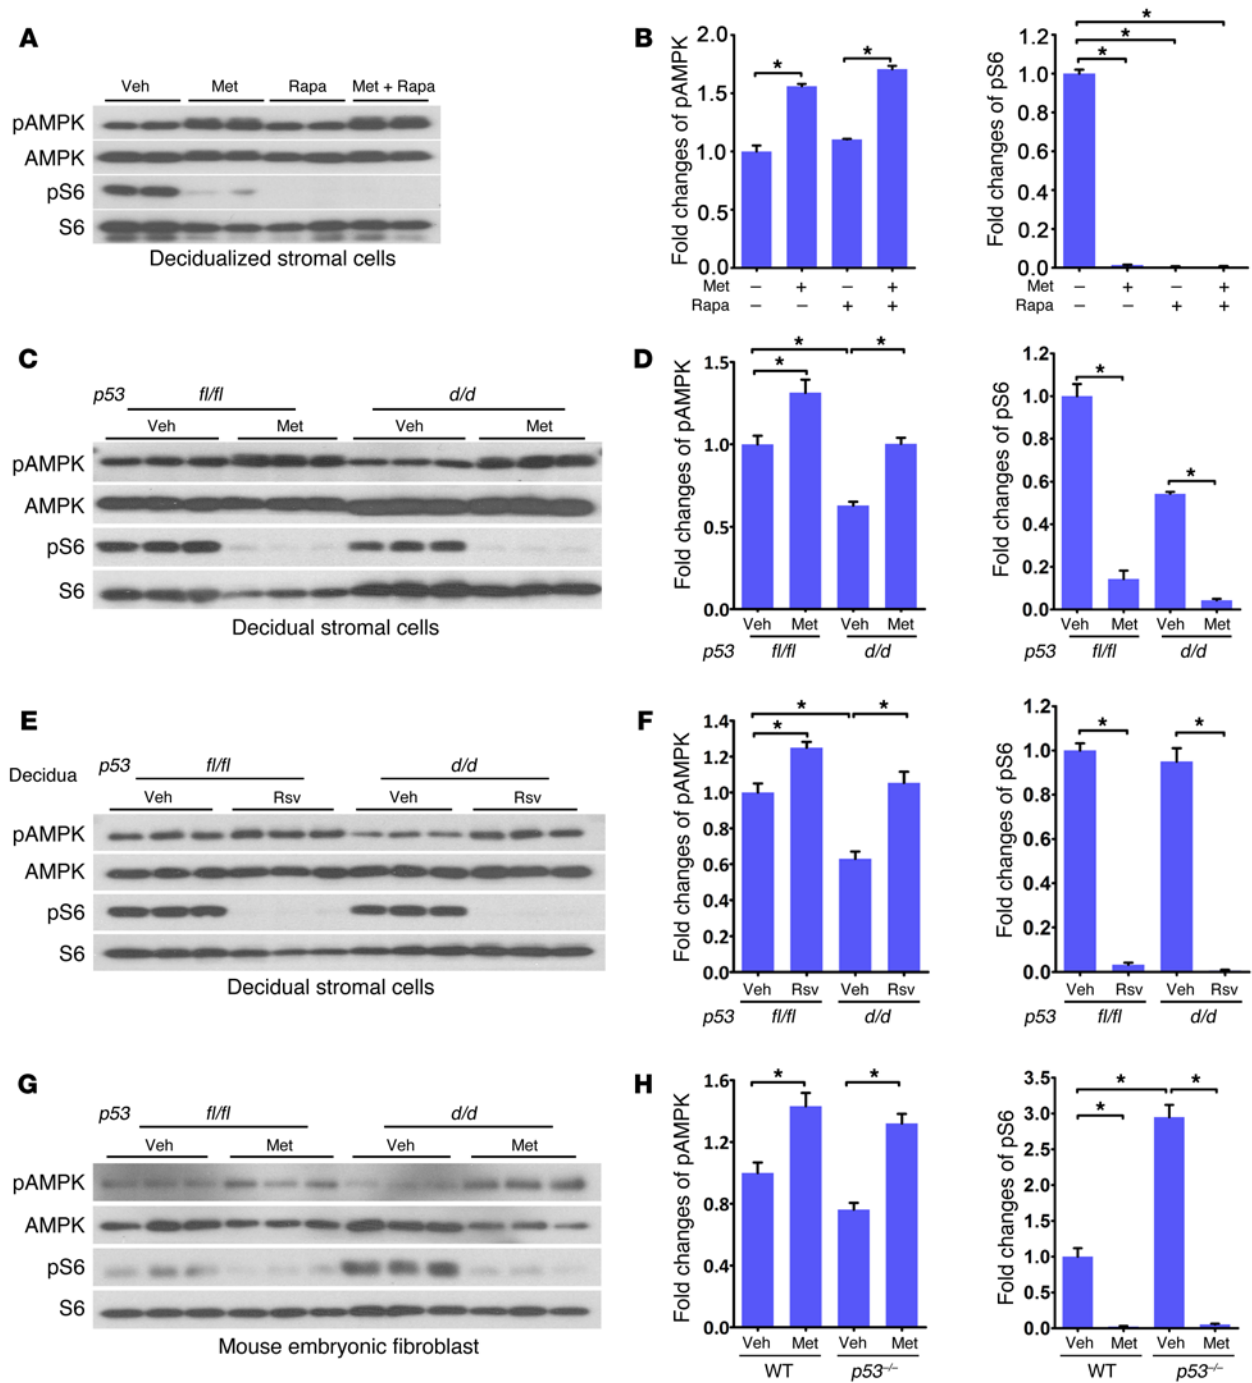 A
Veh Met Rapa Met + Rapa
pAMPK
AMPK
pS6
S6
Decidualized stromal cells
B
Fold changes of pAMPK
2.0
1.5
1.0
0.5
0.0
* *
Met – + – +
Rapa – – + +
Fold changes of pS6
1.2
1.0
0.8
0.6
0.4
0.2
0.0
*
*
*
Met – + – +
Rapa – – + +
C
p53 fl/fl d/d
Veh Met Veh Met
pAMPK
AMPK
pS6
S6
Decidual stromal cells
D
Fold changes of pAMPK
1.5
1.0
0.5
0.0
* *
*
Veh Met Veh Met
p53 fl/fl d/d
Fold changes of pS6
1.2
1.0
0.8
0.6
0.4
0.2
0.0
*
*
Veh Met Veh Met
p53 fl/fl d/d
E
Decidua p53 fl/fl d/d
Veh Rsv Veh Rsv
pAMPK
AMPK
pS6
S6
Decidual stromal cells
F
Fold changes of pAMPK
1.4
1.2
1.0
0.8
0.6
0.4
0.2
0.0
* *
*
Veh Rsv Veh Rsv
p53 fl/fl d/d
Fold changes of pS6
1.2
1.0
0.8
0.6
0.4
0.2
0.0
* *
Veh Rsv Veh Rsv
p53 fl/fl d/d
G
p53 fl/fl d/d
Veh Met Veh Met
pAMPK
AMPK
pS6
S6
Mouse embryonic fibroblast
H
Fold changes of pAMPK
1.6
1.2
0.8
0.4
0.0
* *
Veh Met Veh Met
WT p53–/–
Fold changes of pS6
3.5
3.0
2.5
2.0
1.5
1.0
0.5
0.0
* *
*
Veh Met Veh Met
WT p53–/–